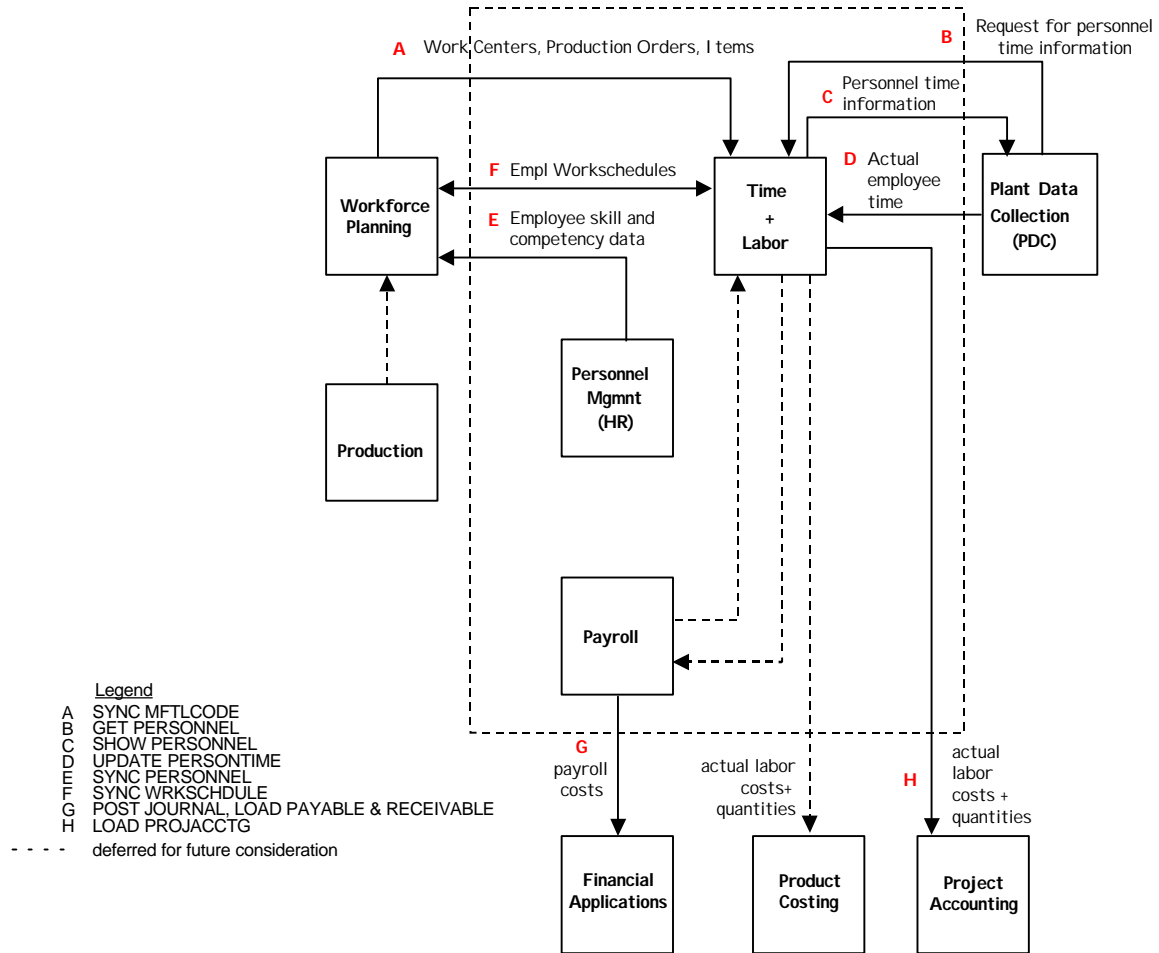 A Work Centers, Production Orders, Items
B Request for personnel
time information
C Personnel time
information
F Empl Workschedules
D Actual
employee
time
E Employee skill and
competency data
Workforce
Planning
Time
+
Labor
Plant Data
Collection
(PDC)
Personnel
Mgmnt
(HR)
Production
Payroll
G
payroll
costs
actual labor
costs+
quantities
H
actual
labor
costs +
quantities
Financial
Applications
Product
Costing
Project
Accounting
Legend
A SYNC MFTLCODE
B GET PERSONNEL
C SHOW PERSONNEL
D UPDATE PERSONTIME
E SYNC PERSONNEL
F SYNC WRKSCHDULE
G POST JOURNAL, LOAD PAYABLE & RECEIVABLE
H LOAD PROJACCTG
- - - - deferred for future consideration